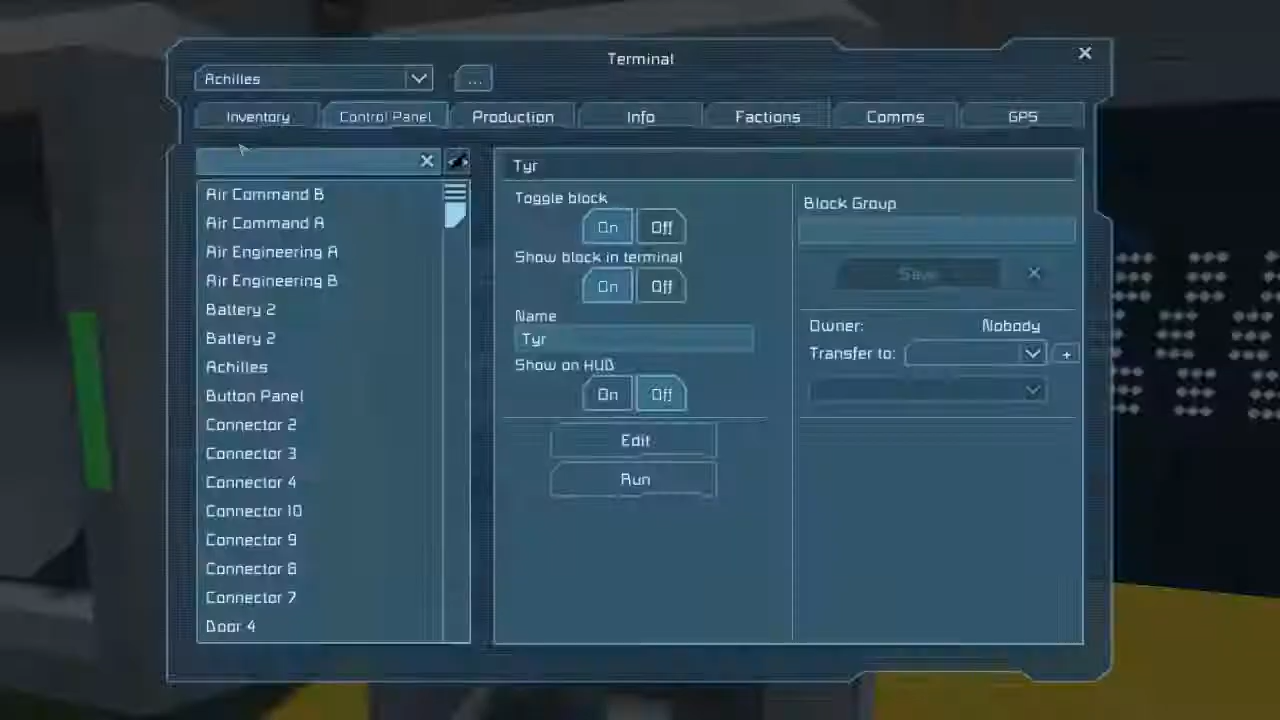 Terminal
Achilles
...
Inventory
Control Panel
Production
Info
Factions
Comms
GPS
Air Command B
Air Command A
Air Engineering A
Air Engineering B
Battery 2
Battery 2
Achilles
Button Panel
Connector 2
Connector 3
Connector 4
Connector 10
Connector 9
Connector 6
Connector 7
Door 4
Tyr
Toggle block
On Off
Show block in terminal
On Off
Name
Tyr
Show on HUD
On Off
Edit
Run
Block Group
Save
Owner: Nobody
Transfer to: